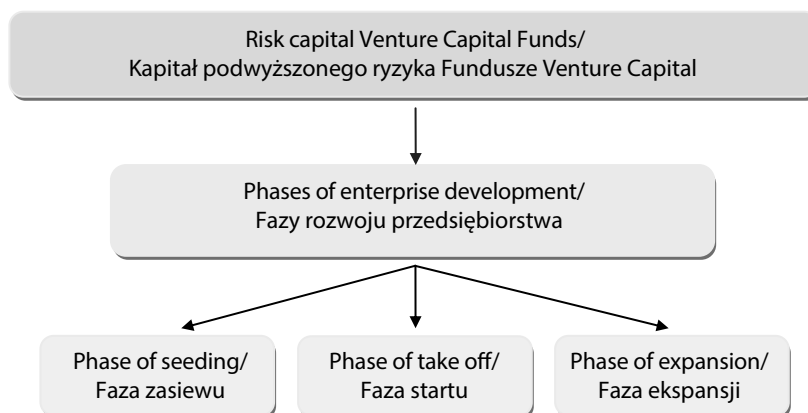 Risk capital Venture Capital Funds/
Kapitał podwyższonego ryzyka Fundusze Venture Capital
Phases of enterprise development/
Fazy rozwoju przedsiębiorstwa
Phase of seeding/
Faza zasiewu
Phase of take off/
Faza startu
Phase of expansion/
Faza ekspansji